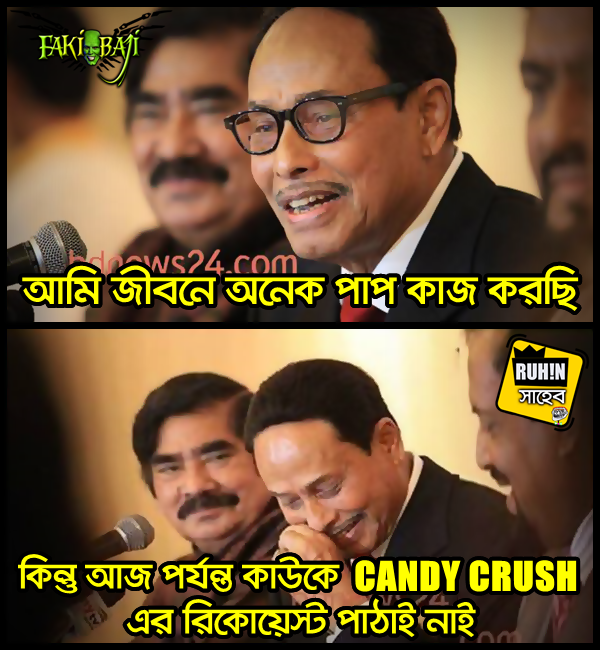 FAKIBAJI
bdnews24.com
আমি জীবনে অনেক পাপ কাজ করছি
RUH!N
সাহেব
কিন্তু আজ পর্যন্ত কাউকে CANDY CRUSH
এর রিকোয়েস্ট পাঠাই নাই